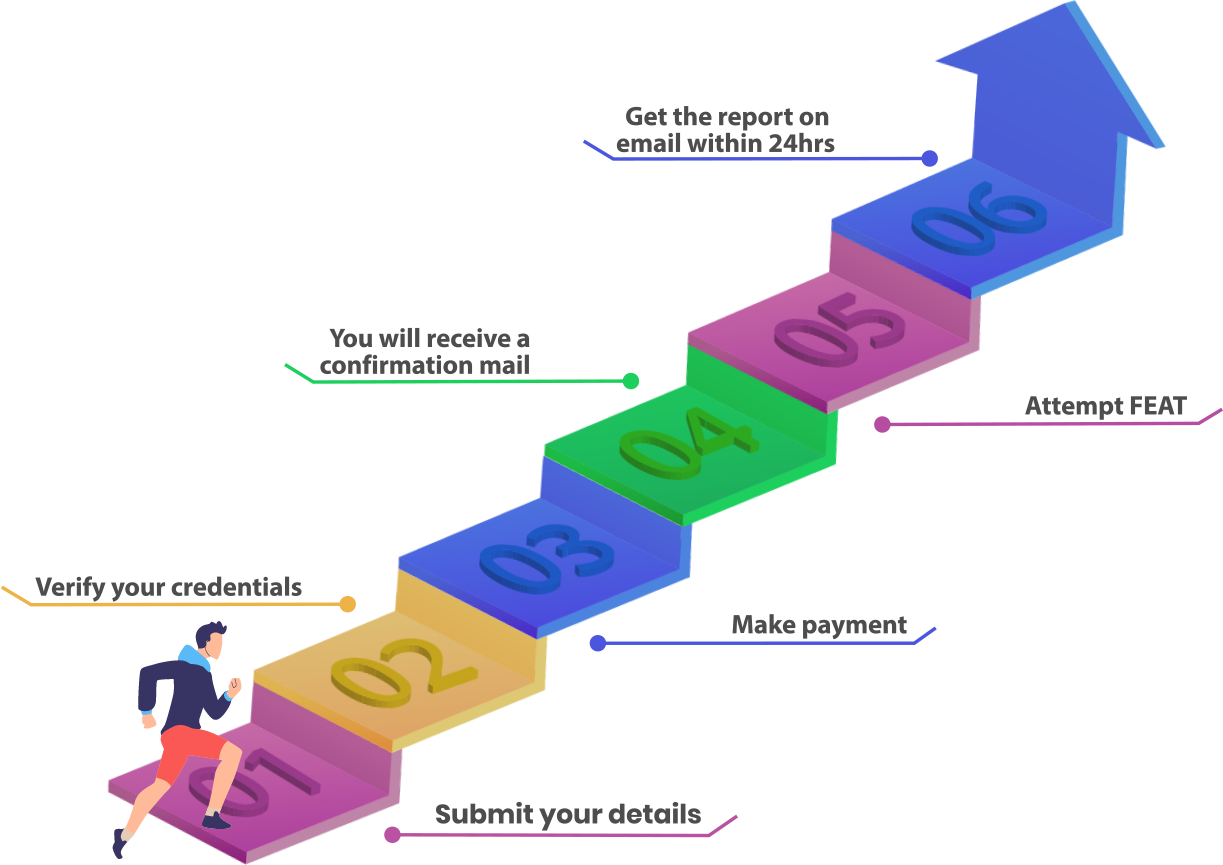 Get the report on
email within 24hrs
06
05
You will receive a
confirmation mail
Attempt FEAT
04
03
Verify your credentials
Make payment
02
01
Submit your details